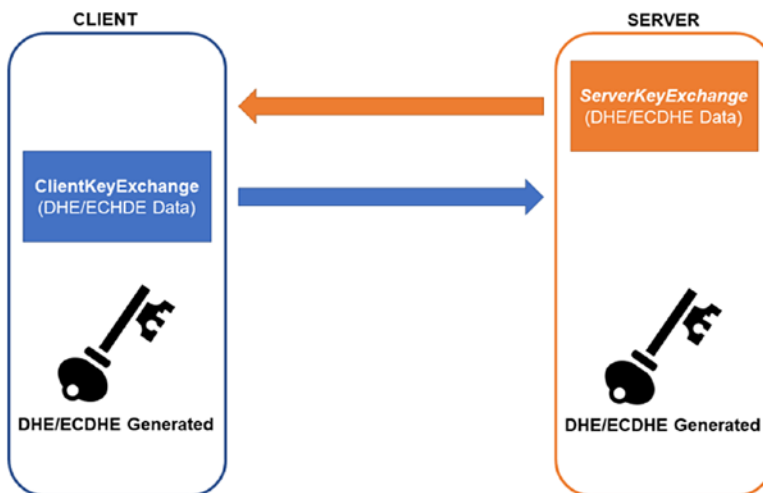 CLIENT
SERVER
ServerKeyExchange
(DHE/ECDHE Data)
ClientKeyExchange
(DHE/ECHDE Data)
DHE/ECDHE Generated
DHE/ECDHE Generated